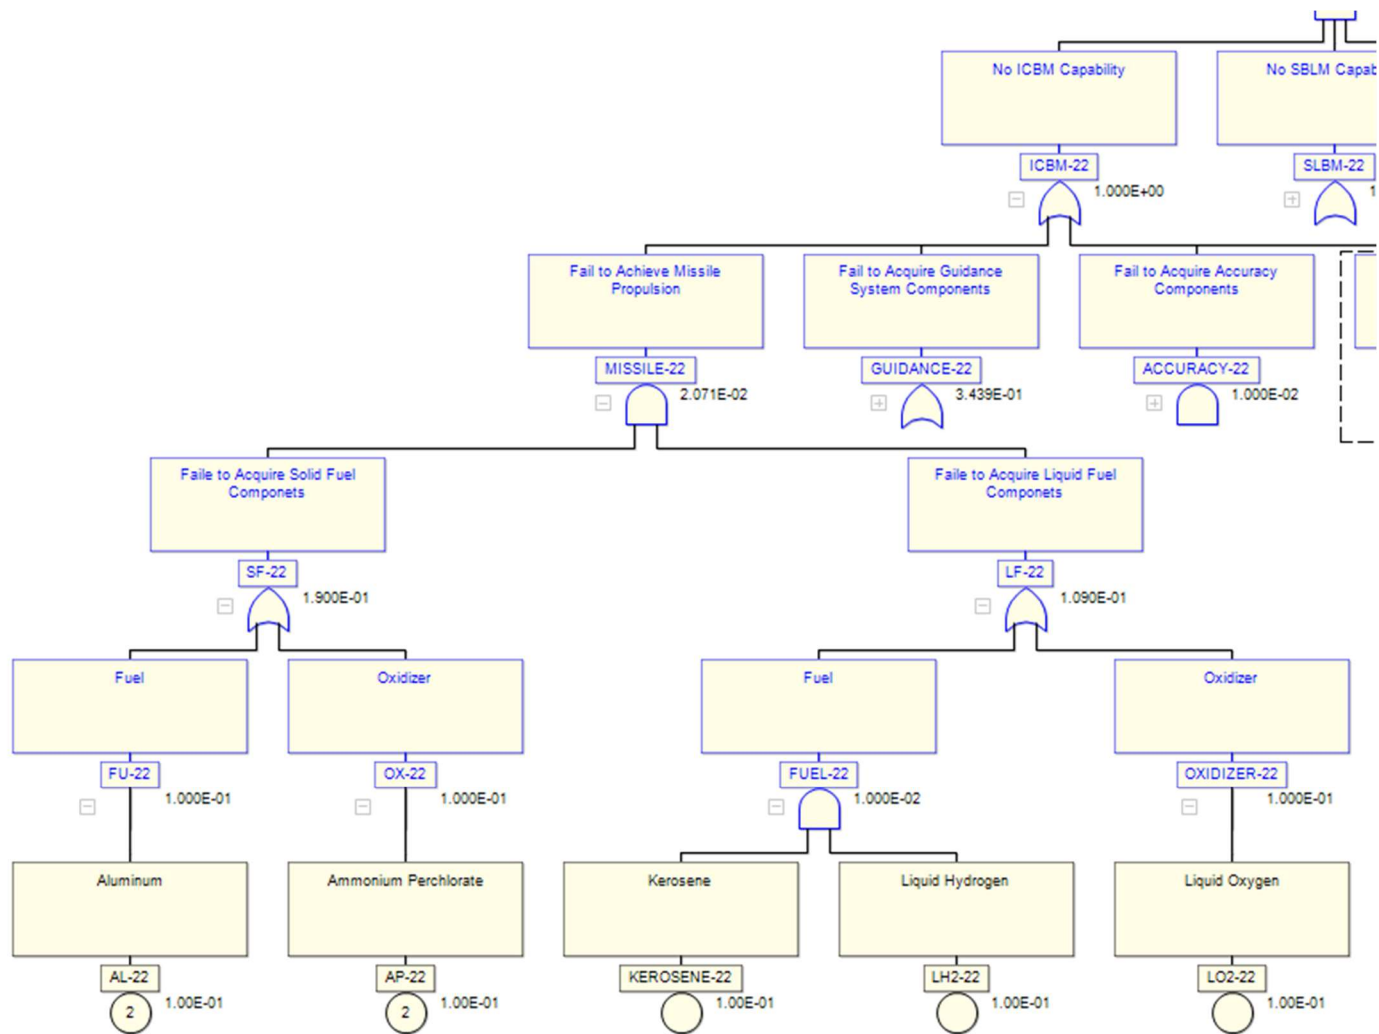 No ICBM Capability
No SBLM Capab
ICBM-22
SLBM-22
1.000E+00
1
Fail to Achieve Missile
Propulsion
Fail to Acquire Guidance
System Components
Fail to Acquire Accuracy
Components
MISSILE-22
GUIDANCE-22
ACCURACY-22
2.071E-02
3.439E-01
1.000E-02
Faile to Acquire Solid Fuel
Componets
Faile to Acquire Liquid Fuel
Componets
SF-22
LF-22
1.900E-01
1.090E-01
Fuel
Oxidizer
Fuel
Oxidizer
FU-22
OX-22
FUEL-22
OXIDIZER-22
1.000E-01
1.000E-01
1.000E-02
1.000E-01
Aluminum
Ammonium Perchlorate
Kerosene
Liquid Hydrogen
Liquid Oxygen
AL-22
AP-22
KEROSENE-22
LH2-22
LO2-22
1.00E-01
1.00E-01
1.00E-01
1.00E-01
1.00E-01
2
2